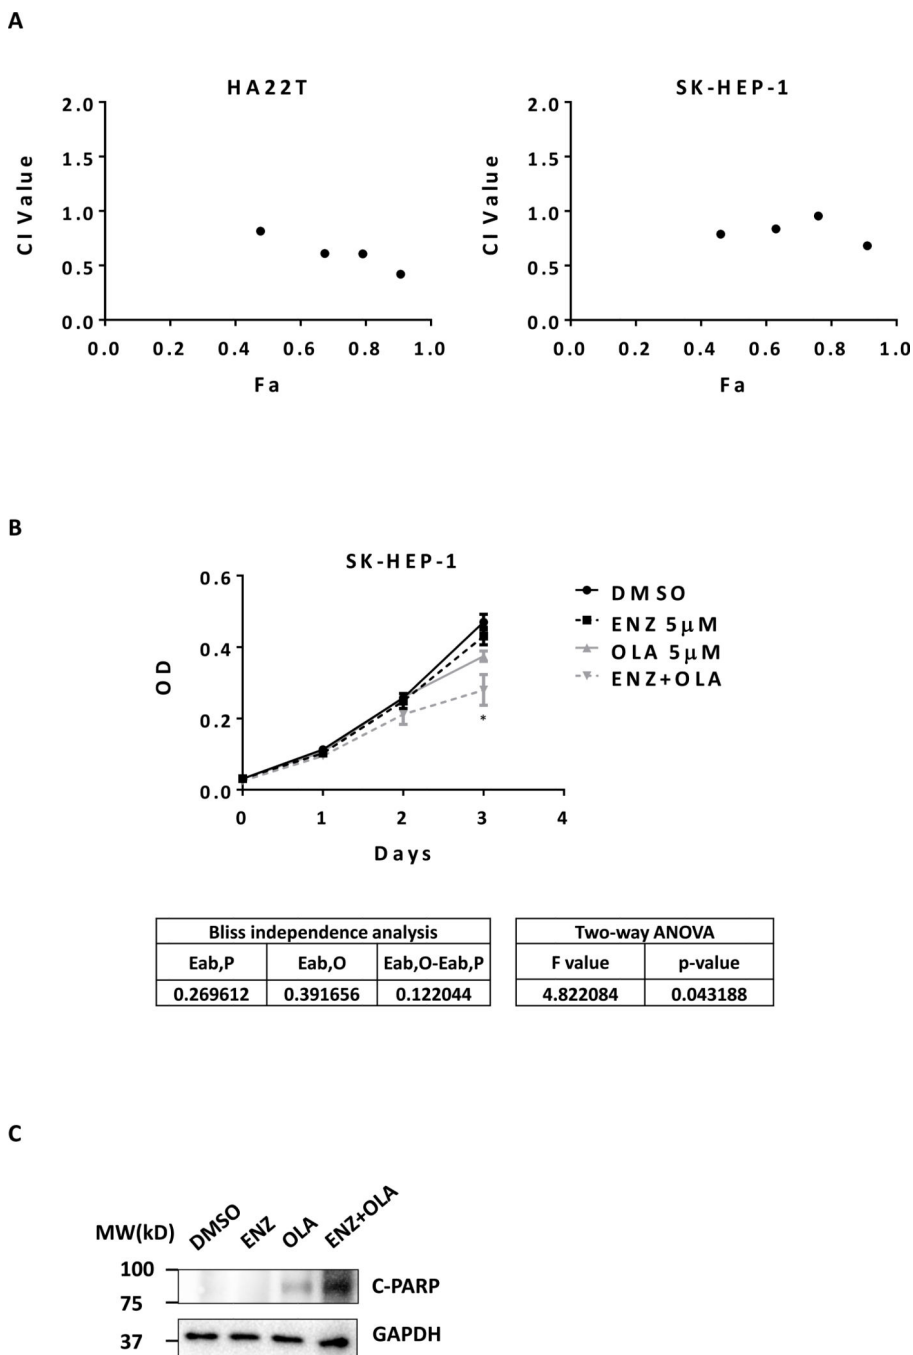 A
HA22T
2.0
1.5
1.0
0.5
0.0
CI Value
0.0 0.2 0.4 0.6 0.8 1.0
Fa
SK-HEP-1
2.0
1.5
1.0
0.5
0.0
CI Value
0.0 0.2 0.4 0.6 0.8 1.0
Fa
B
SK-HEP-1
0.6
0.4
0.2
0.0
OD
0 1 2 3 4
Days
*
DMSO
ENZ 5μM
OLA 5μM
ENZ+OLA
Bliss independence analysis
Eab,P Eab,O Eab,O-Eab,P
0.269612 0.391656 0.122044
Two-way ANOVA
F value p-value
4.822084 0.043188
C
MW(kD) DMSO ENZ OLA ENZ+OLA
100
75
C-PARP
37
GAPDH